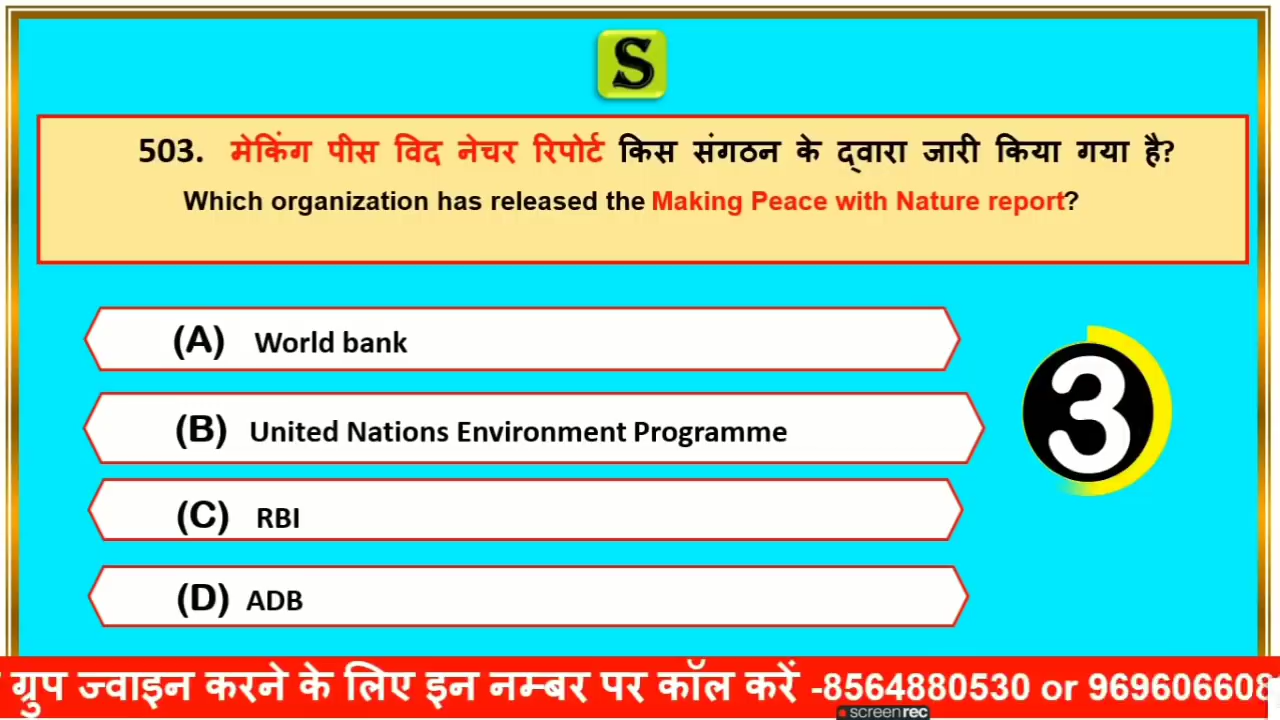 S
503. मेकिंग पीस विद नेचर रिपोर्ट किस संगठन के द्वारा जारी किया गया है?
Which organization has released the Making Peace with Nature report?
(A) World bank
(B) United Nations Environment Programme
3
(C) RBI
(D) ADB
ग्रुप ज्वाइन करने के लिए इन नम्बर पर कॉल करें -8564880530 or 969606608
screenrec